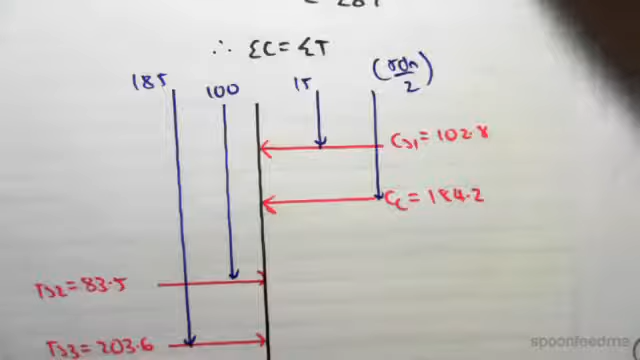 ∴ ΣC = ΣT
185 100 15 (γdn/2)
Cs1 = 102.8
Cc = 184.2
Ts2 = 83.5
Ts3 = 203.6
spoonfeedme